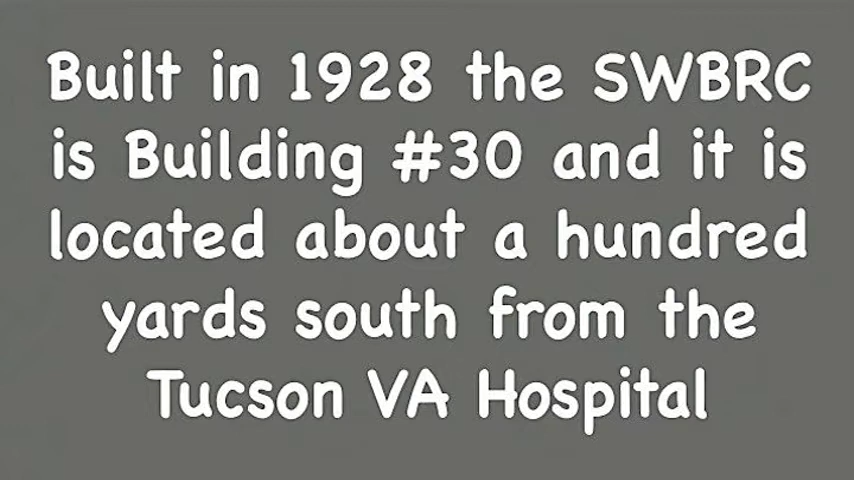 Built in 1928 the SWBRC
is Building #30 and it is
located about a hundred
yards south from the
Tucson VA Hospital